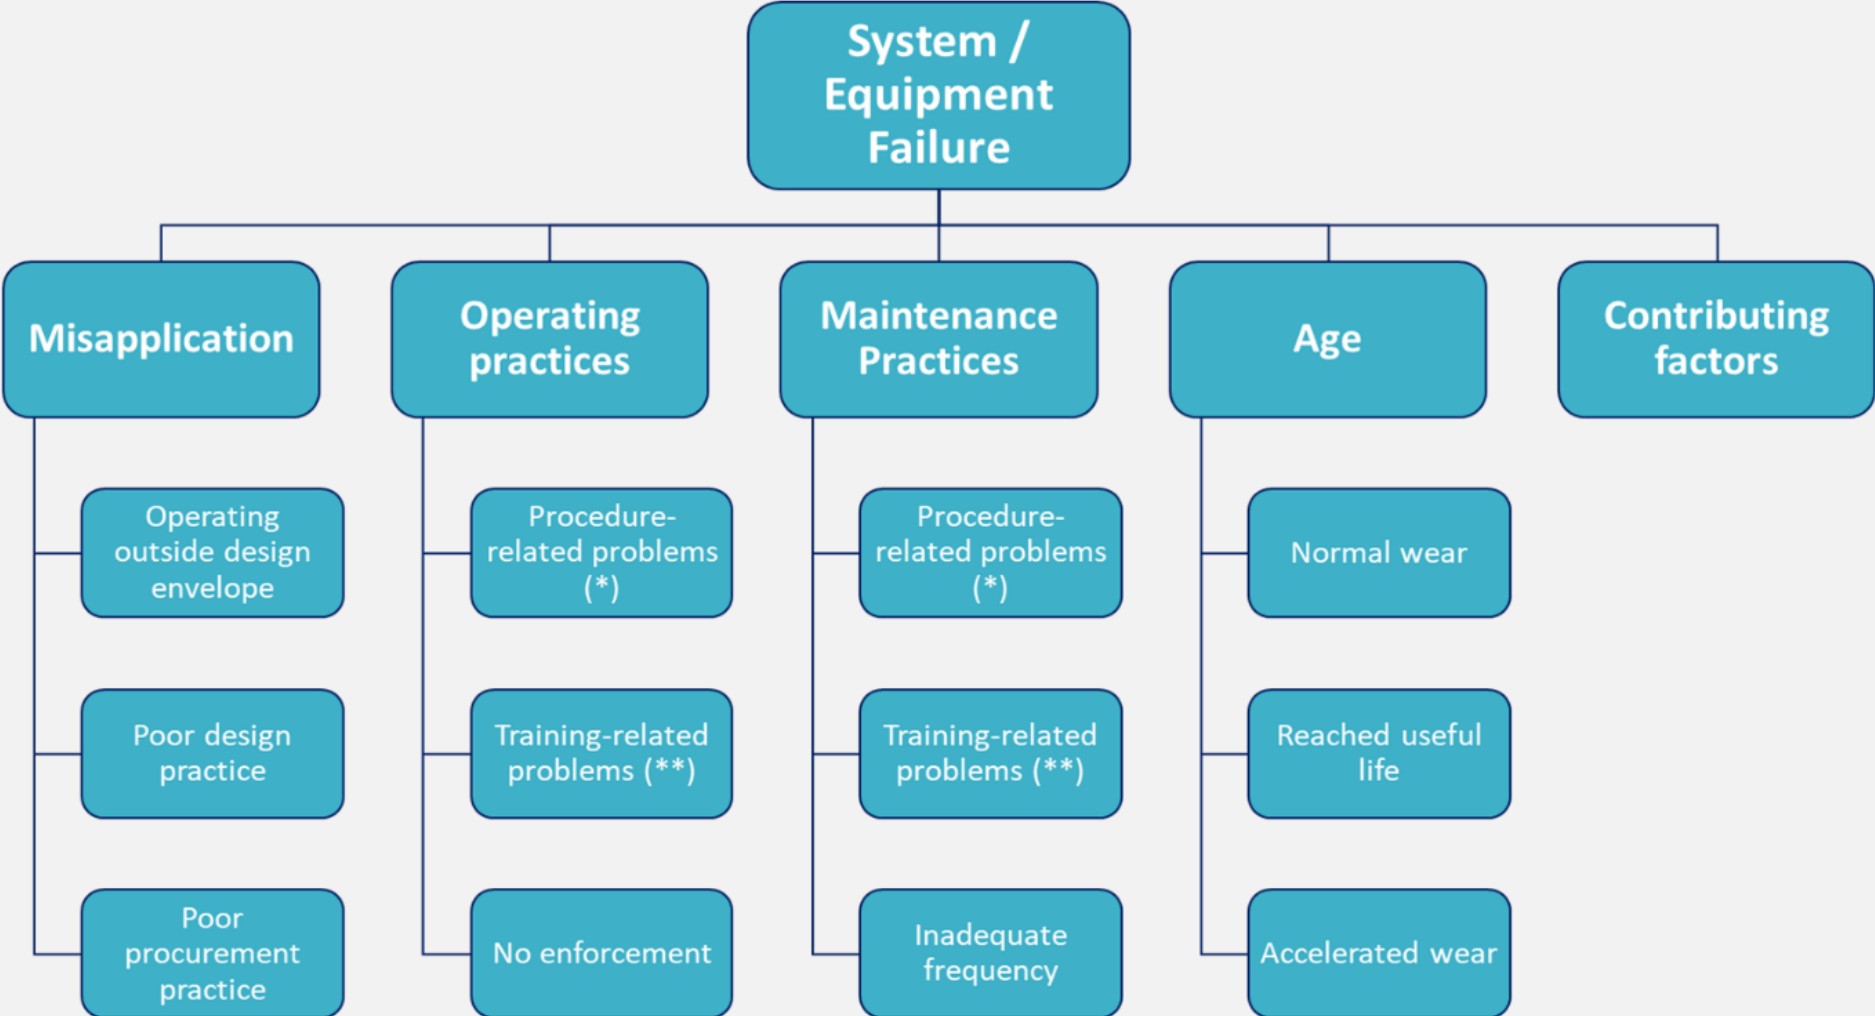 System /
Equipment
Failure
Misapplication
Operating
practices
Maintenance
Practices
Age
Contributing
factors
Operating
outside design
envelope
Poor design
practice
Poor
procurement
practice
Procedure-
related problems
(*)
Training-related
problems (**)
No enforcement
Procedure-
related problems
(*)
Training-related
problems (**)
Inadequate
frequency
Normal wear
Reached useful
life
Accelerated wear